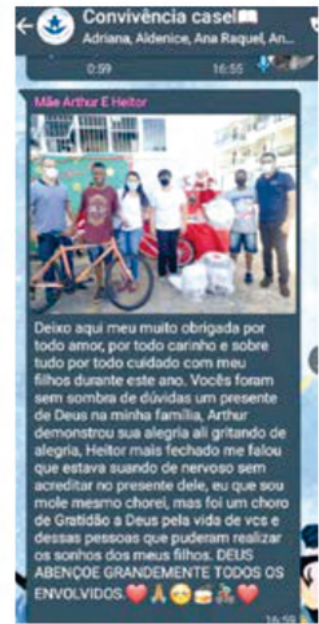 Convivência casel📖
Adriana, Aldenice, Ana Raquel, An...
0:59 16:55
Mãe Arthur E Heitor
Deixo aqui meu muito obrigada por
todo amor, por todo carinho e sobre
tudo por todo cuidado com meu
filhos durante este ano. Vocês foram
sem sombra de dúvidas um presente
de Deus na minha família, Arthur
demonstrou sua alegria ali gritando de
alegria, Heitor mais fechado me falou
que estava suando de nervoso sem
acreditar no presente dele, eu que sou
mole mesmo chorei, mas foi um choro
de Gratidão a Deus pela vida de vcs e
dessas pessoas que puderam realizar
os sonhos dos meus filhos. DEUS
ABENÇOE GRANDEMENTE TODOS OS
ENVOLVIDOS.
16:59